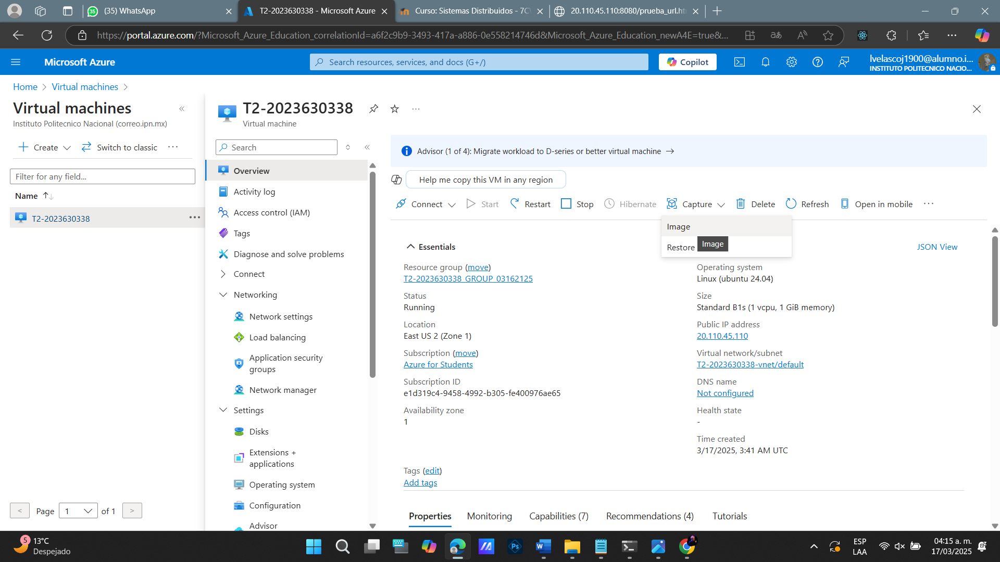 (35) WhatsApp
T2-2023630338 - Microsoft Azure
Curso: Sistemas Distribuidos - 7CV
20.110.45.110:8080/prueba_url.ht
https://portal.azure.com/?Microsoft_Azure_Education_correlationId=a6f2c9b9-3493-417a-a886-0e558214746d&Microsoft_Azure_Education_newA4E=true&...
Microsoft Azure
Search resources, services, and docs (G+/)
Copilot
lvelascoj1900@alumno.i...
INSTITUTO POLITECNICO NACIO...
Home > Virtual machines >
Virtual machines
Instituto Politecnico Nacional (correo.ipn.mx)
Create
Switch to classic
Filter for any field...
Name
T2-2023630338
Page 1 of 1
T2-2023630338
Virtual machine
Search
Overview
Activity log
Access control (IAM)
Tags
Diagnose and solve problems
Connect
Networking
Network settings
Load balancing
Application security
groups
Network manager
Settings
Disks
Extensions +
applications
Operating system
Configuration
Advisor
Advisor (1 of 4): Migrate workload to D-series or better virtual machine
Help me copy this VM in any region
Connect Start Restart Stop Hibernate Capture Delete Refresh Open in mobile
Image
Restore
Image
Essentials
JSON View
Resource group (move)
T2-2023630338_GROUP_03162125
Status
Running
Location
East US 2 (Zone 1)
Subscription (move)
Azure for Students
Subscription ID
e1d319c4-9458-4992-b305-fe400976ae65
Availability zone
1
Operating system
Linux (ubuntu 24.04)
Size
Standard B1s (1 vcpu, 1 GiB memory)
Public IP address
20.110.45.110
Virtual network/subnet
T2-2023630338-vnet/default
DNS name
Not configured
Health state
-
Time created
3/17/2025, 3:41 AM UTC
Tags (edit)
Add tags
Properties Monitoring Capabilities (7) Recommendations (4) Tutorials
5
13°C
Despejado
ESP
LAA
04:15 a. m.
17/03/2025